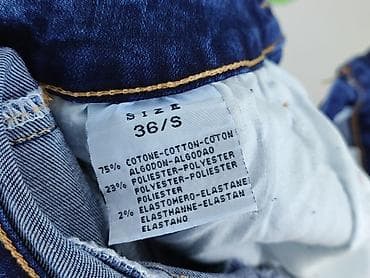 SIZE
36/S
75% COTONE-COTTON-COTON
ALGODON-ALGODAO
23% POLIESTER-POLYESTER
POLYESTER-POLYESTER
POLIESTER
2% ELASTOMERO-ELASTANE
ELASTHANNE-ELASTAN
ELASTANO